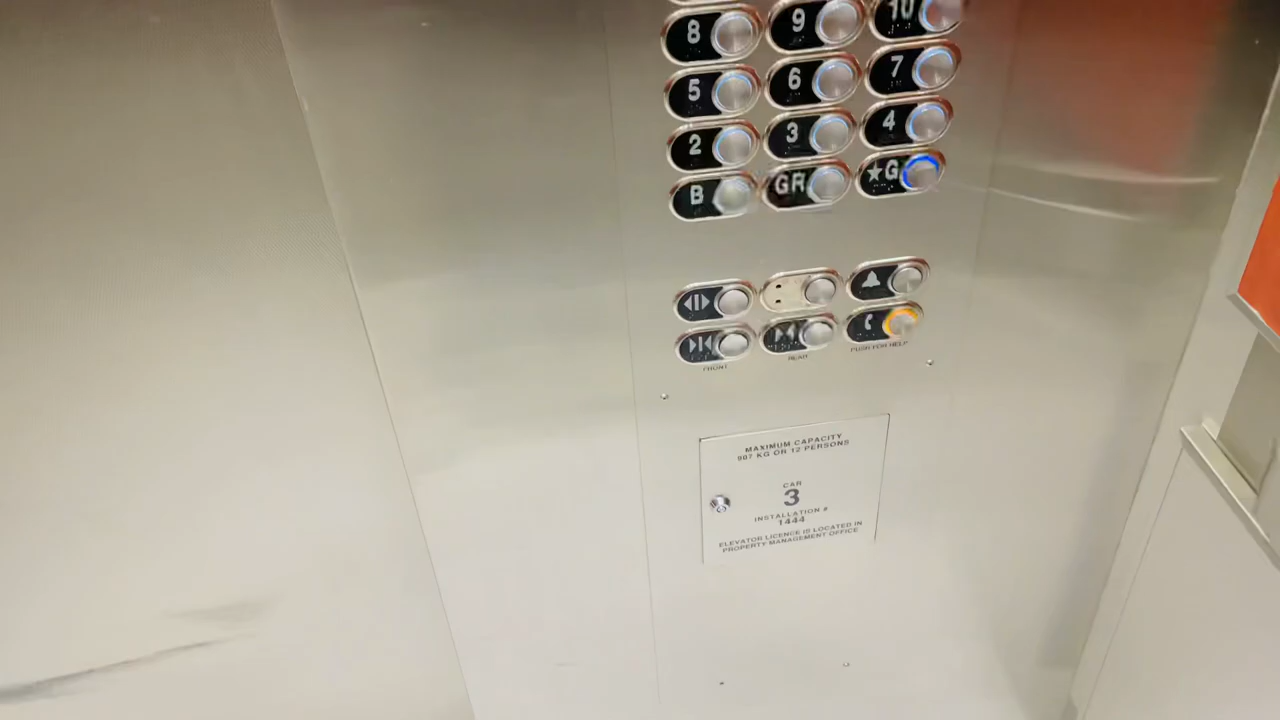 8 9 10
5 6 7
2 3 4
B GR ★G
FRONT REAR PUSH FOR HELP
MAXIMUM CAPACITY
907 KG OR 12 PERSONS
CAR
3
INSTALLATION #
1444
ELEVATOR LICENCE IS LOCATED IN
PROPERTY MANAGEMENT OFFICE